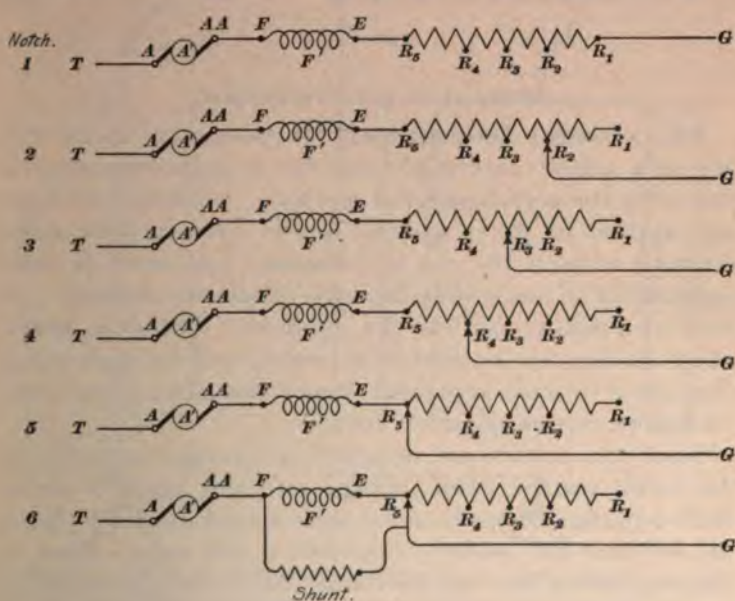 AA F E
Notch. A A' F' R₅ R₄ R₃ R₂ R₁ G
1 T
AA F E
A A' F' R₅ R₄ R₃ R₂ R₁
2 T G
AA F E
A A' F' R₅ R₄ R₃ R₂ R₁
3 T G
AA F E
A A' F' R₅ R₄ R₃ R₂ R₁
4 T G
AA F E
A A' F' R₅ R₄ R₃ R₂ R₁
5 T G
AA F E
A A' F' R₅ R₄ R₃ R₂ R₁
6 T G
Shunt.